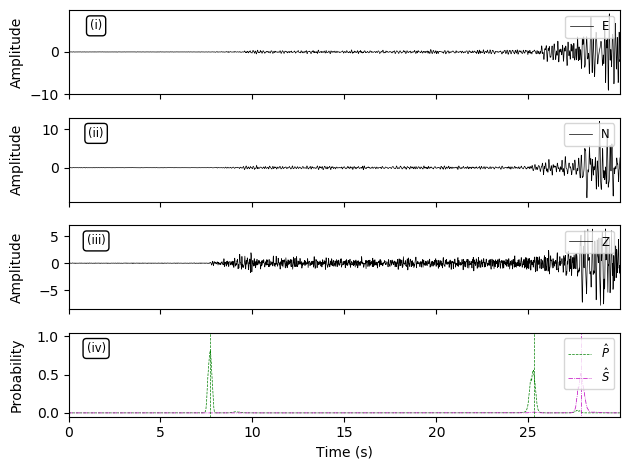 Amplitude
0
−10
(i)
E
Amplitude
10
0
(ii)
N
Amplitude
5
0
−5
(iii)
Z
Probability
1.0
0.5
0.0
(iv)
P̂
Ŝ
0 5 10 15 20 25
Time (s)